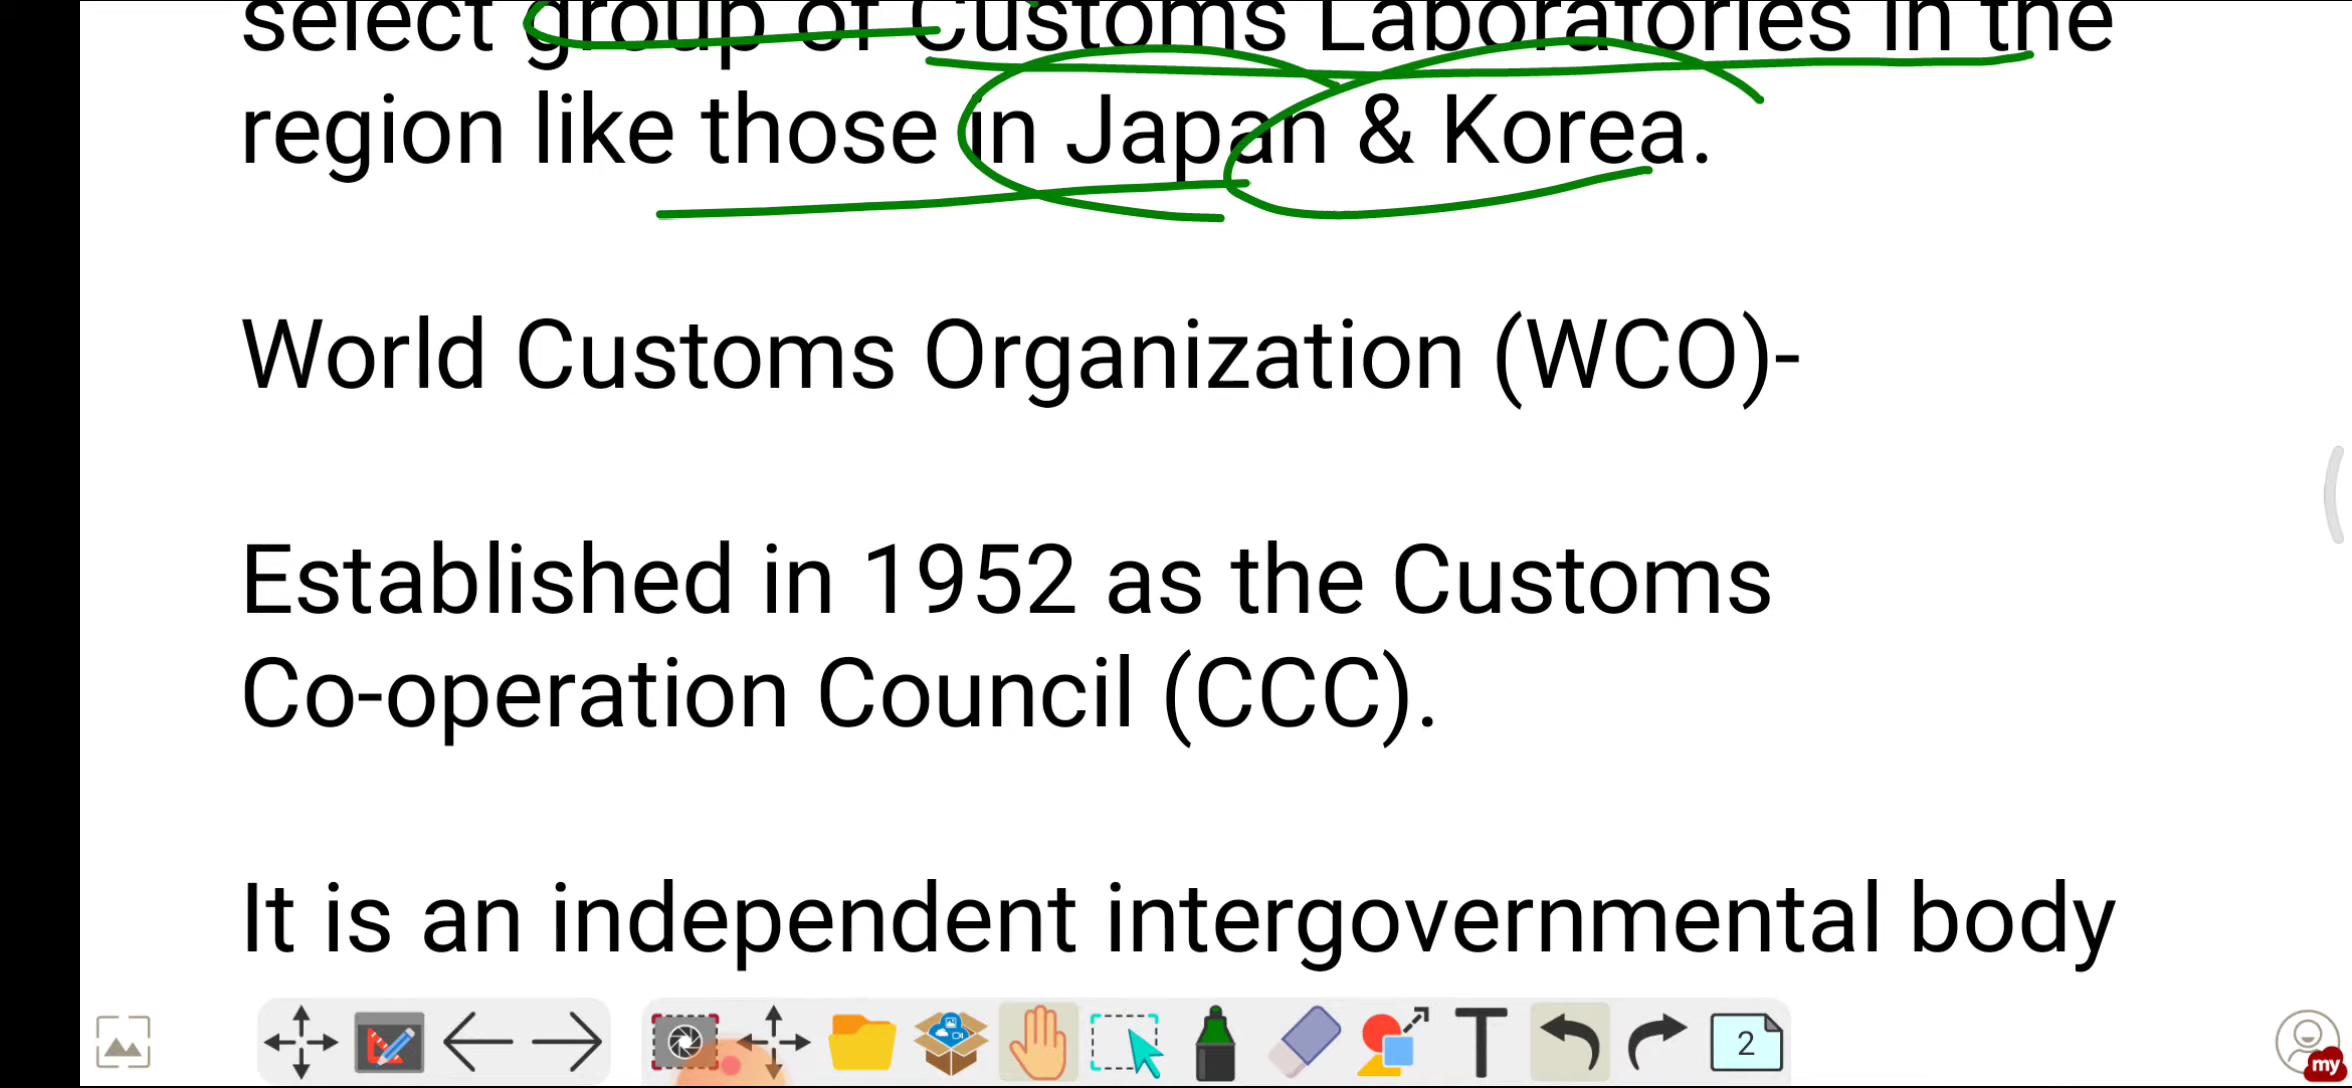 select group of Customs Laboratories in the
region like those in Japan & Korea.
World Customs Organization (WCO)-
Established in 1952 as the Customs
Co-operation Council (CCC).
It is an independent intergovernmental body
T
2
my